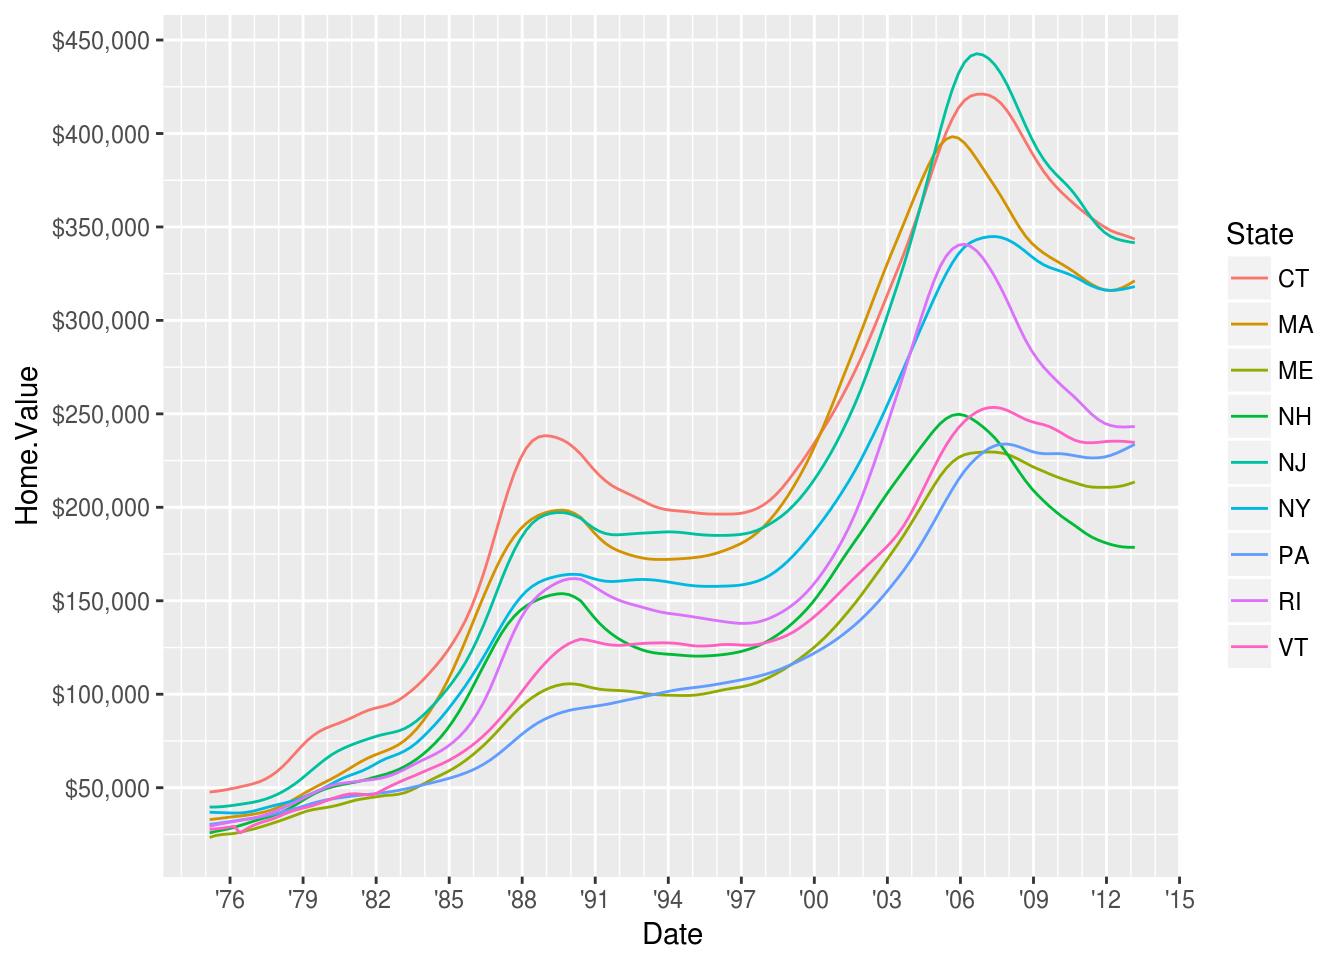 $450,000
$400,000
$350,000
$300,000
$250,000
$200,000
$150,000
$100,000
$50,000
Home.Value
'76 '79 '82 '85 '88 '91 '94 '97 '00 '03 '06 '09 '12 '15
Date
State
CT
MA
ME
NH
NJ
NY
PA
RI
VT